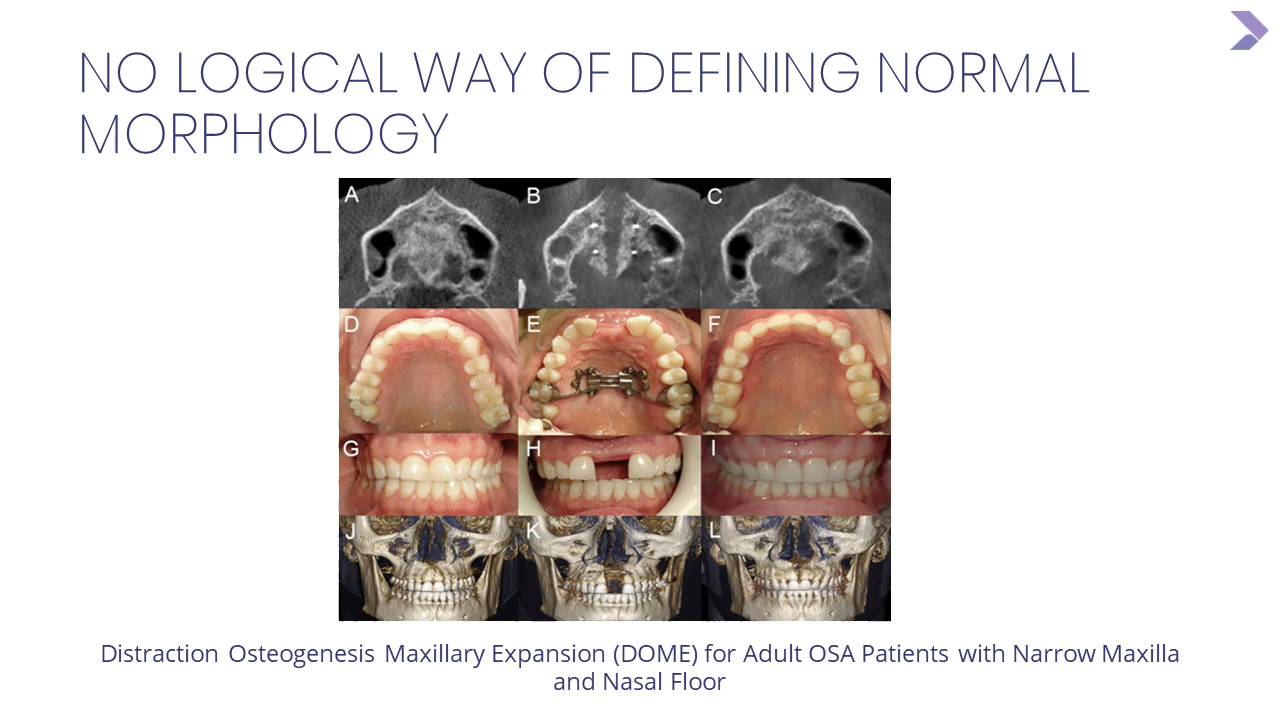 NO LOGICAL WAY OF DEFINING NORMAL
MORPHOLOGY
A B C
D E F
G H I
J K L
Distraction Osteogenesis Maxillary Expansion (DOME) for Adult OSA Patients with Narrow Maxilla
and Nasal Floor